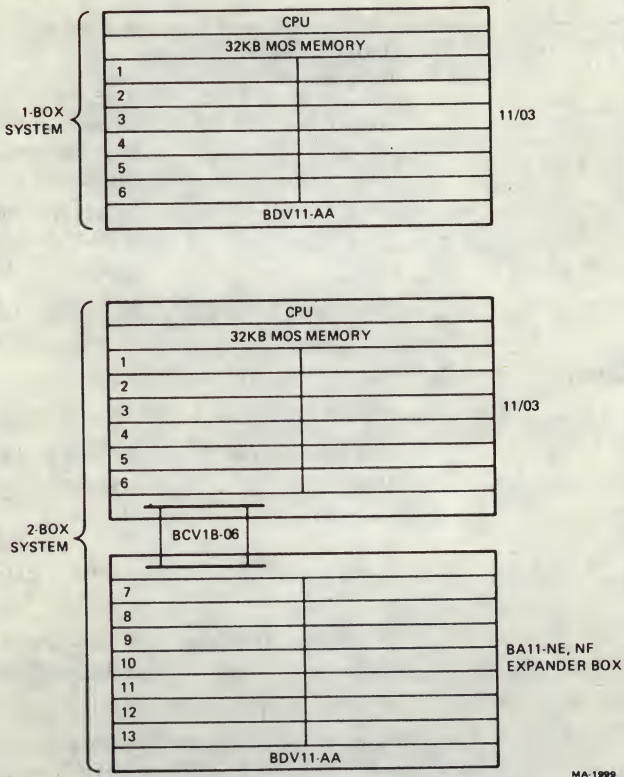 CPU
32KB MOS MEMORY
1
2
3
4
5
6
BDV11-AA
1-BOX
SYSTEM
11/03
CPU
32KB MOS MEMORY
1
2
3
4
5
6
11/03
2-BOX
SYSTEM
BCV1B-06
7
8
9
10
11
12
13
BDV11-AA
BA11-NE, NF
EXPANDER BOX
MA-1999